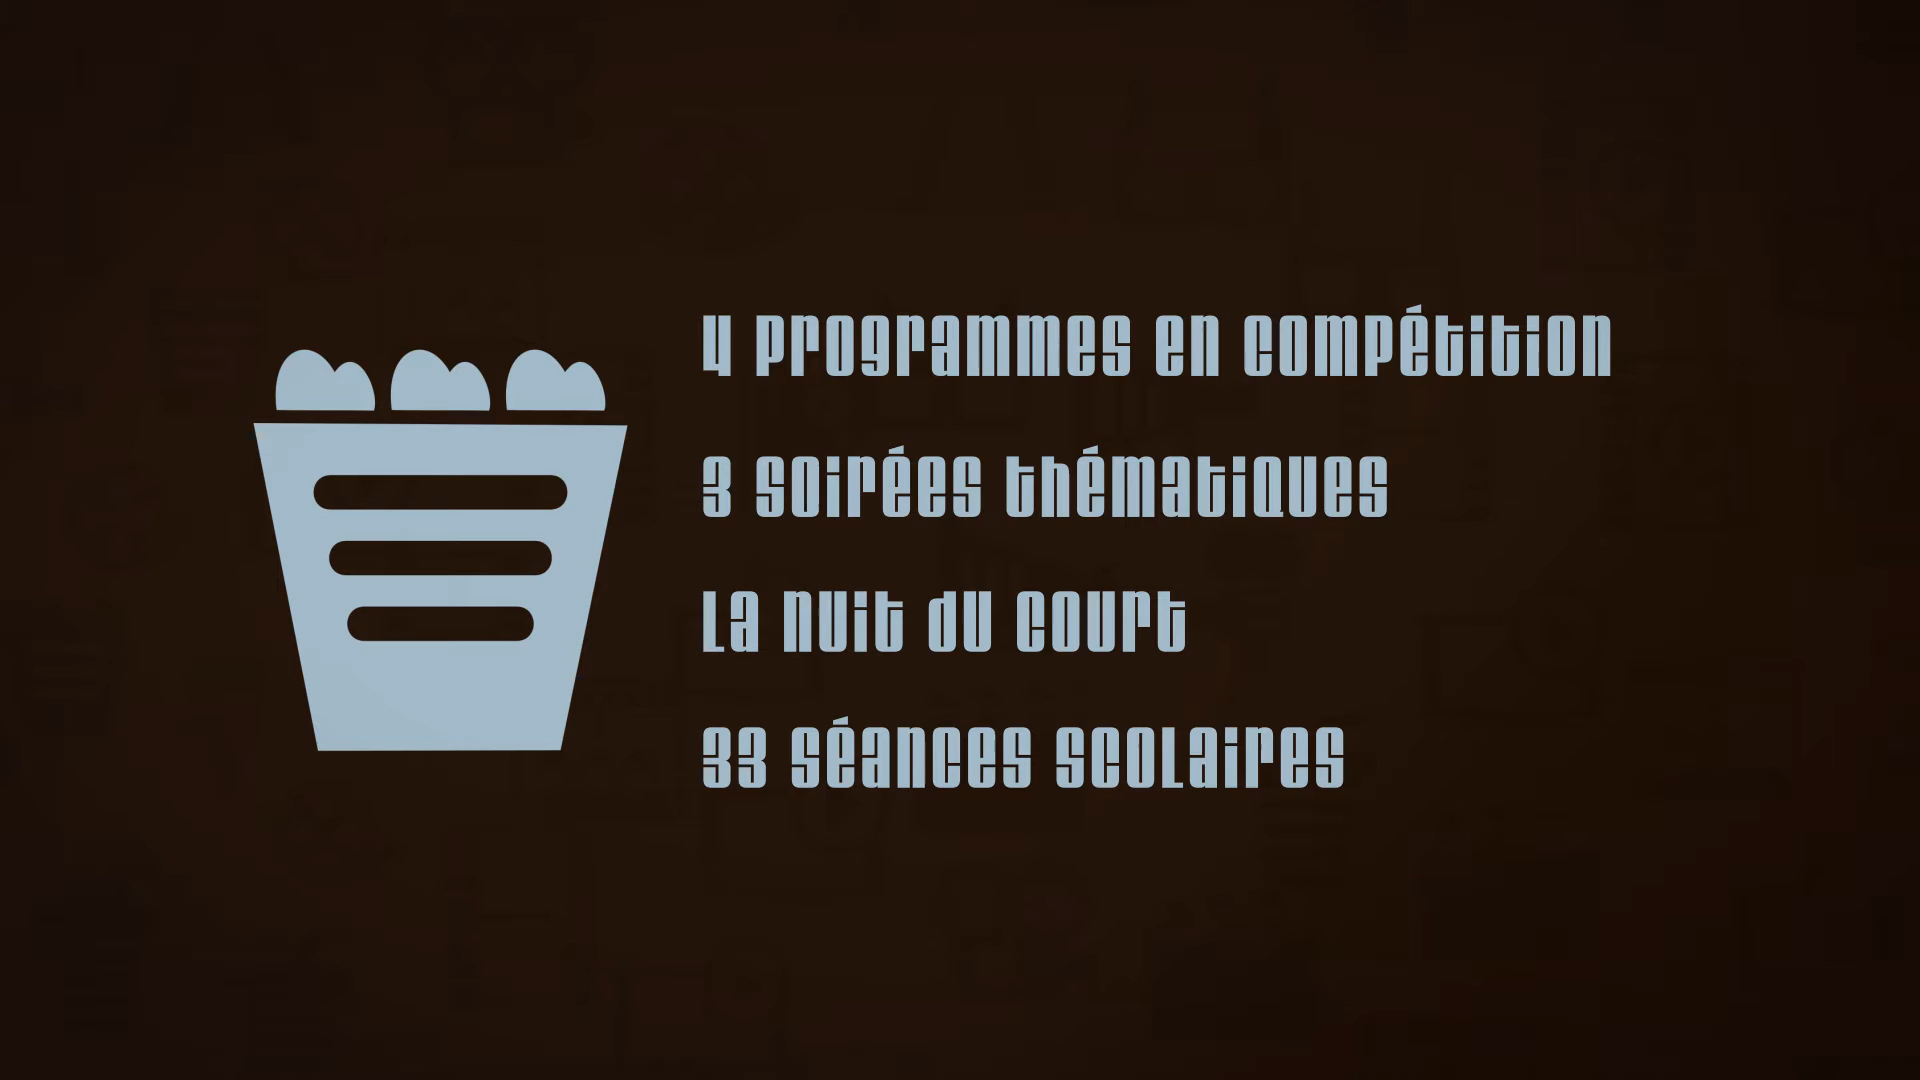 4 programmes en compétition
3 soirées thématiques
La nuit du court
33 séances scolaires